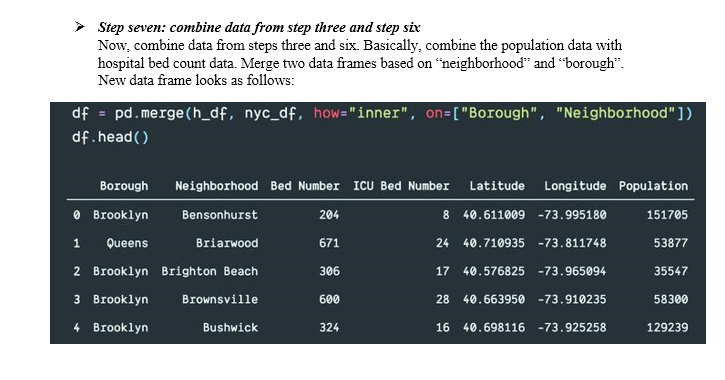 ➤ Step seven: combine data from step three and step six
Now, combine data from steps three and six. Basically, combine the population data with
hospital bed count data. Merge two data frames based on “neighborhood” and “borough”.
New data frame looks as follows:
df = pd.merge(h_df, nyc_df, how="inner", on=["Borough", "Neighborhood"])
df.head()
Borough Neighborhood Bed Number ICU Bed Number Latitude Longitude Population
0 Brooklyn Bensonhurst 204 8 40.611009 -73.995180 151705
1 Queens Briarwood 671 24 40.710935 -73.811748 53877
2 Brooklyn Brighton Beach 306 17 40.576825 -73.965094 35547
3 Brooklyn Brownsville 600 28 40.663950 -73.910235 58300
4 Brooklyn Bushwick 324 16 40.698116 -73.925258 129239